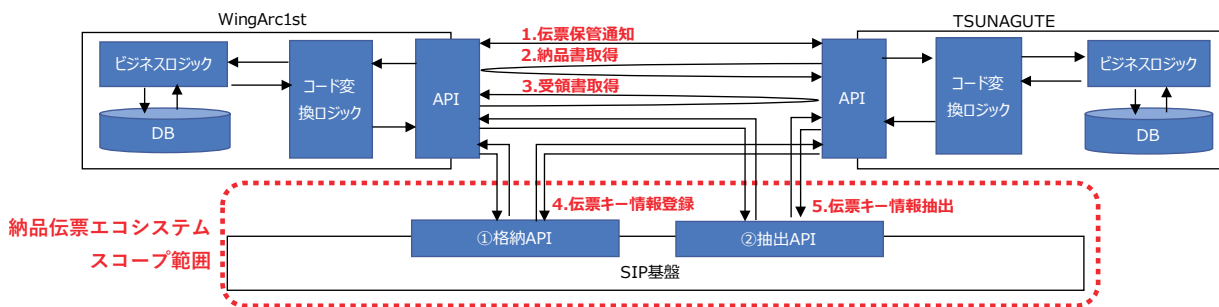 WingArc1st
TSUNAGUTE
1.伝票保管通知
2.納品書取得
3.受領書取得
ビジネスロジック
コード変
換ロジック
DB
API
API
コード変
換ロジック
ビジネスロジック
DB
4.伝票キー情報登録
5.伝票キー情報抽出
納品伝票エコシステム
スコープ範囲
①格納API
②抽出API
SIP基盤